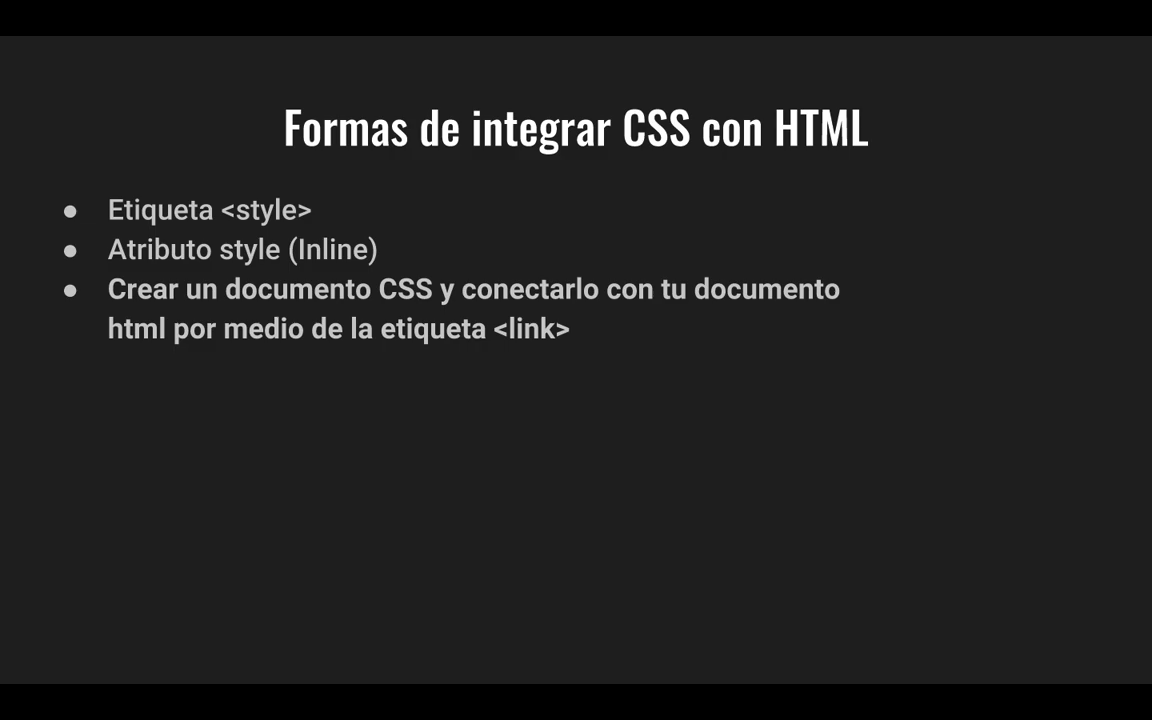 Formas de integrar CSS con HTML
● Etiqueta <style>
● Atributo style (Inline)
● Crear un documento CSS y conectarlo con tu documento
html por medio de la etiqueta <link>